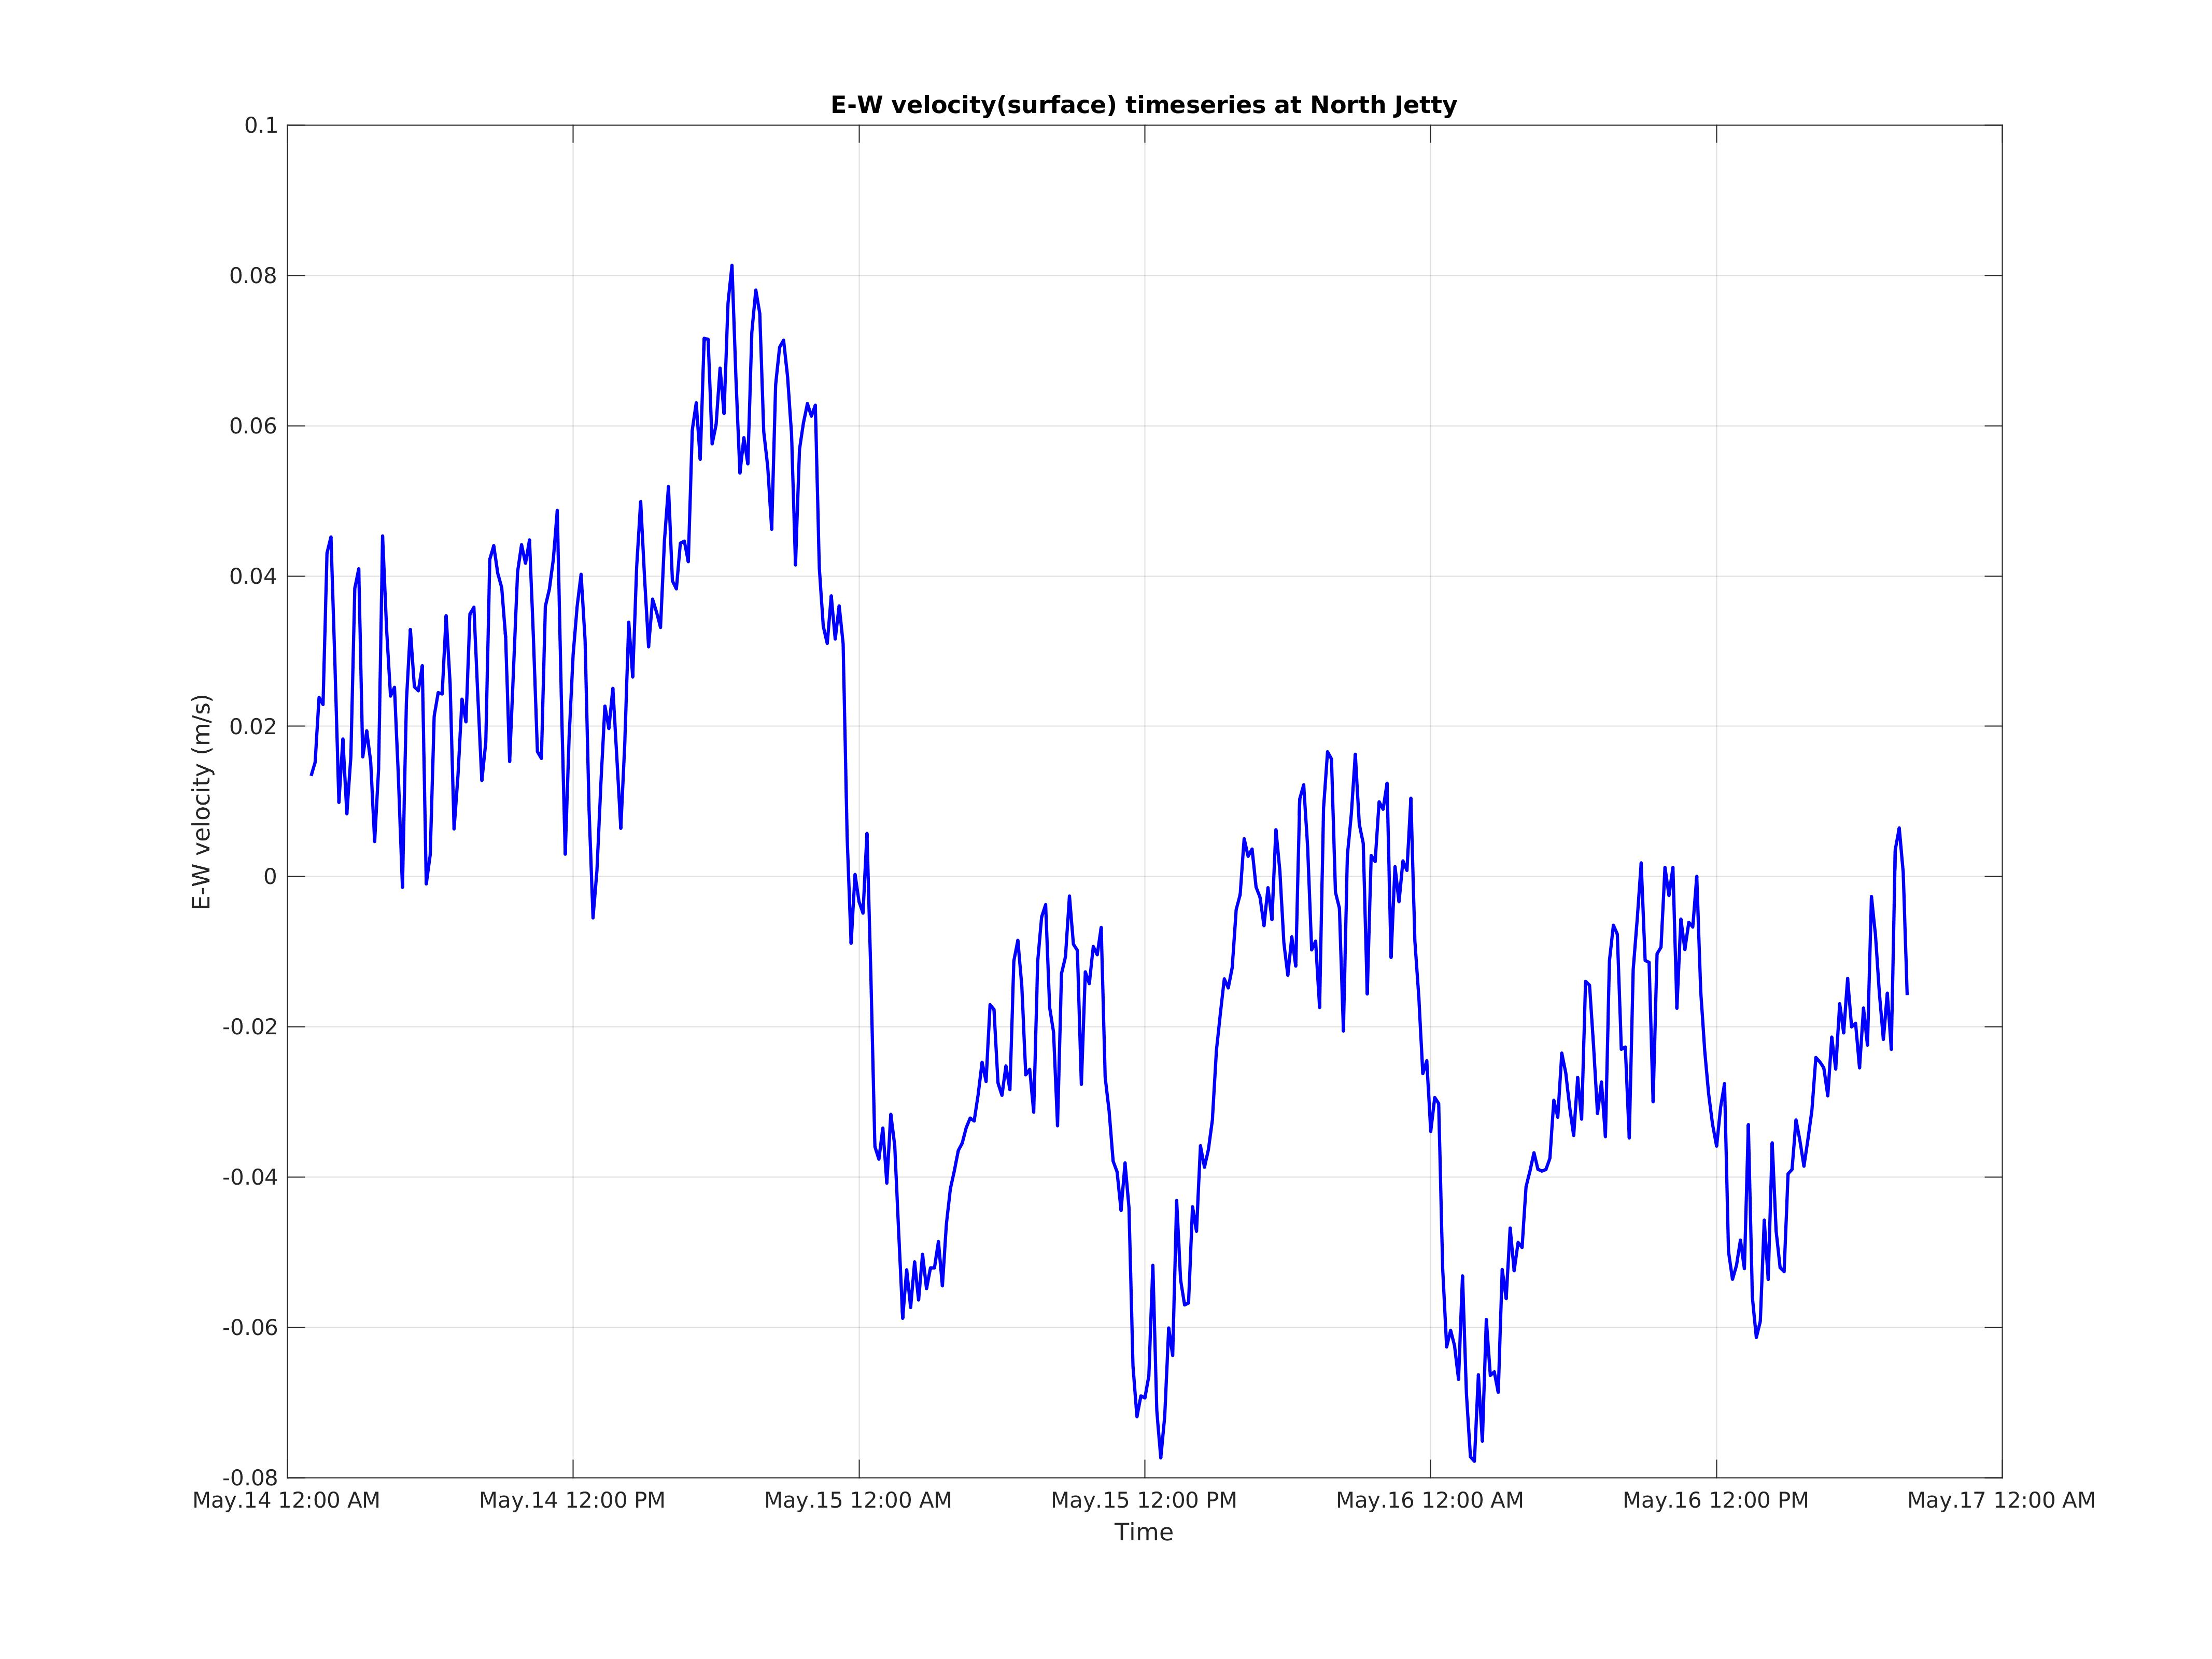 E-W velocity(surface) timeseries at North Jetty
0.1
0.08
0.06
0.04
0.02
0
-0.02
-0.04
-0.06
-0.08
E-W velocity (m/s)
May.14 12:00 AM May.14 12:00 PM May.15 12:00 AM May.15 12:00 PM May.16 12:00 AM May.16 12:00 PM May.17 12:00 AM
Time